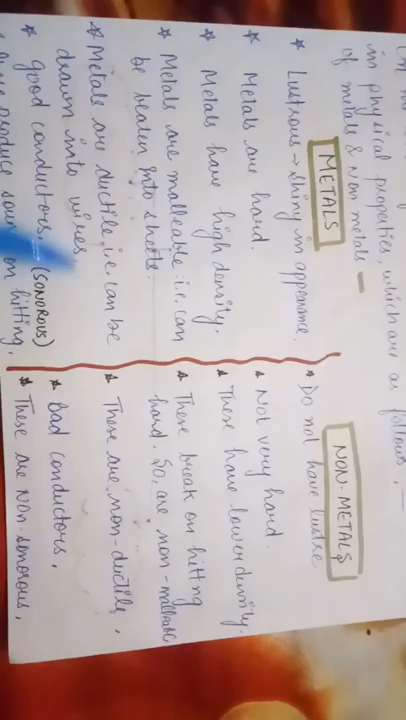 in physical properties, which are as follows, —
of metals & Non metals —
METALS
* Lustrous → shiny in appearance.
* Metals are hard.
* Metals have high density.
* Metals are malleable i.e. can
be beaten into sheets.
* Metals are ductile i.e can be
drawn into wires
* good conductors.
(SONOROUS)
produce soun on hitting.
NON-METALS
* Do not have lustre
* Not very hard.
* These have lower density.
* These break on hitting
hard. So, are non-malleable
* These are non-ductile,
* Bad conductors,
* These are Non-sonorous,